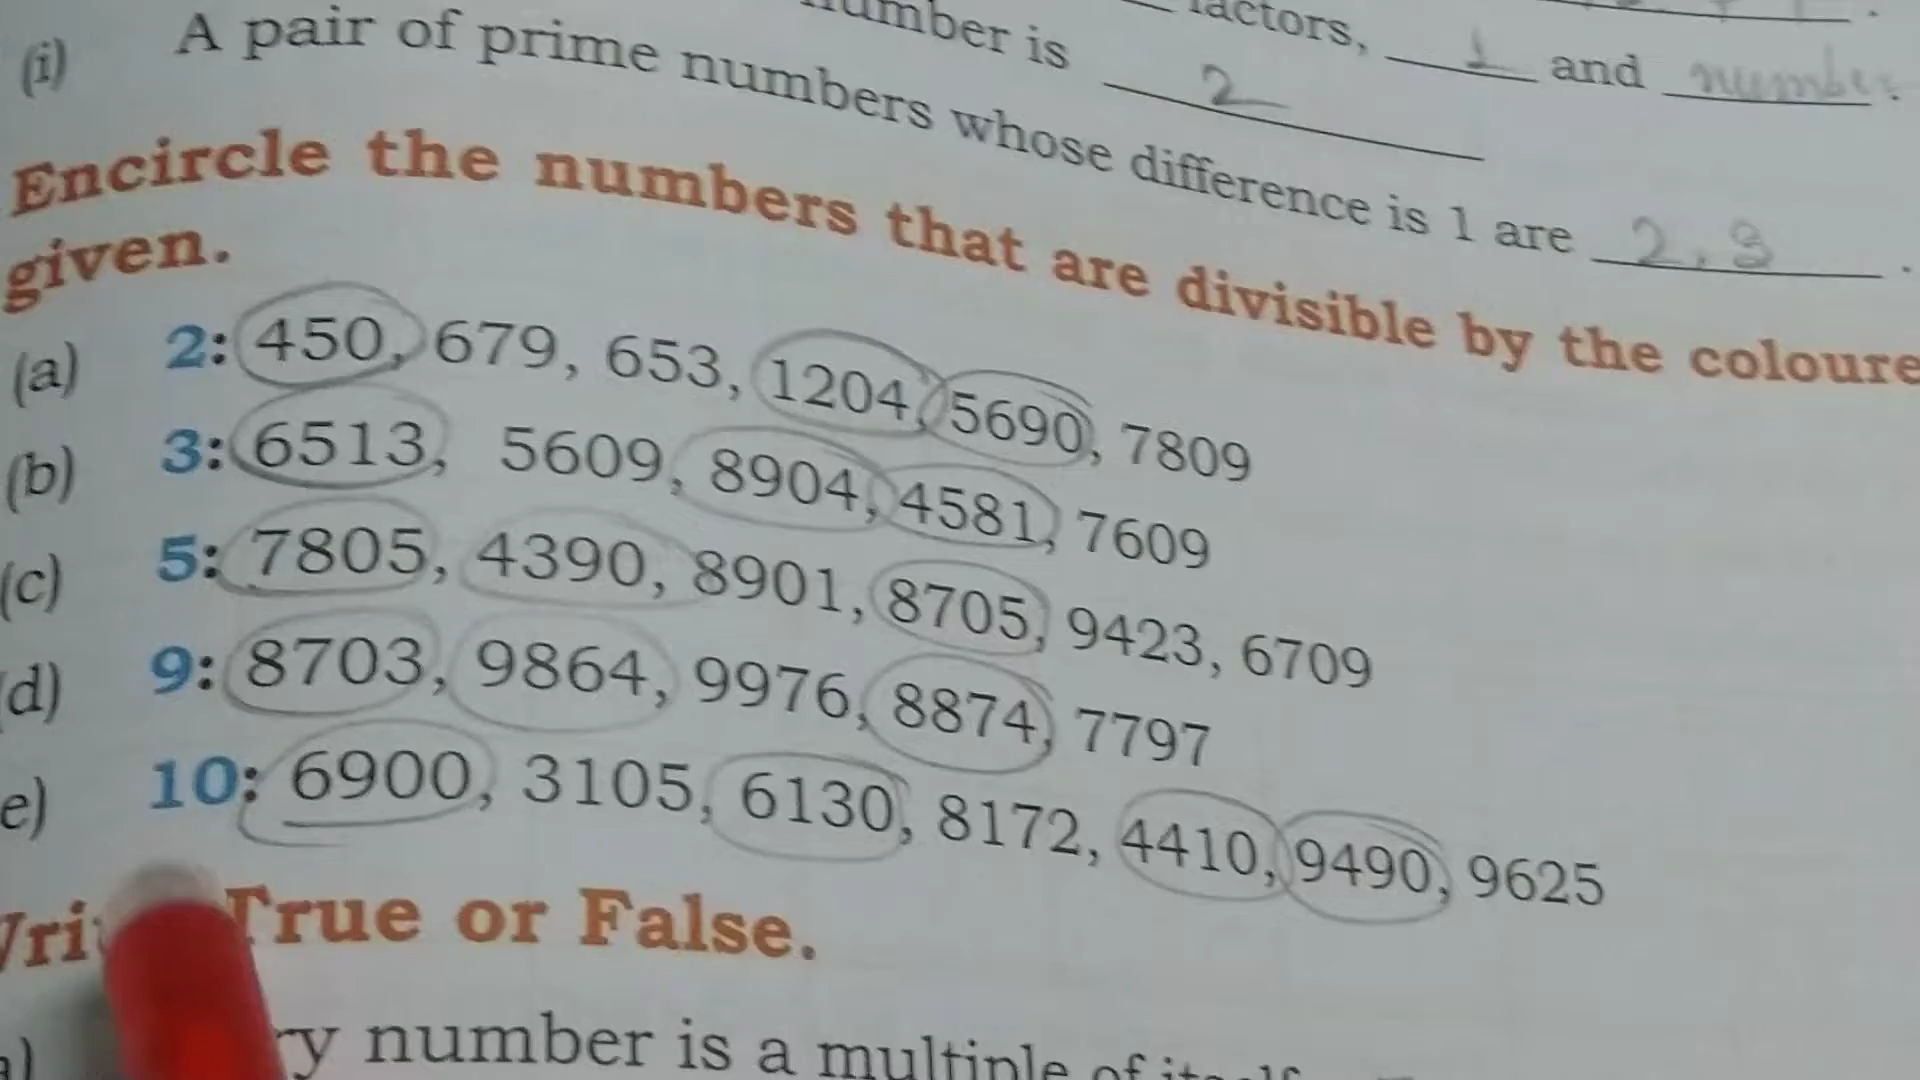 factors, 1 and number.
number is 2
(i) A pair of prime numbers whose difference is 1 are 2, 3.
Encircle the numbers that are divisible by the coloure
given.
(a) 2: 450, 679, 653, 1204, 5690, 7809
(b) 3: 6513, 5609, 8904, 4581, 7609
(c) 5: 7805, 4390, 8901, 8705, 9423, 6709
d) 9: 8703, 9864, 9976, 8874, 7797
e) 10: 6900, 3105, 6130, 8172, 4410, 9490, 9625
True or False.
number is a multiple of itself